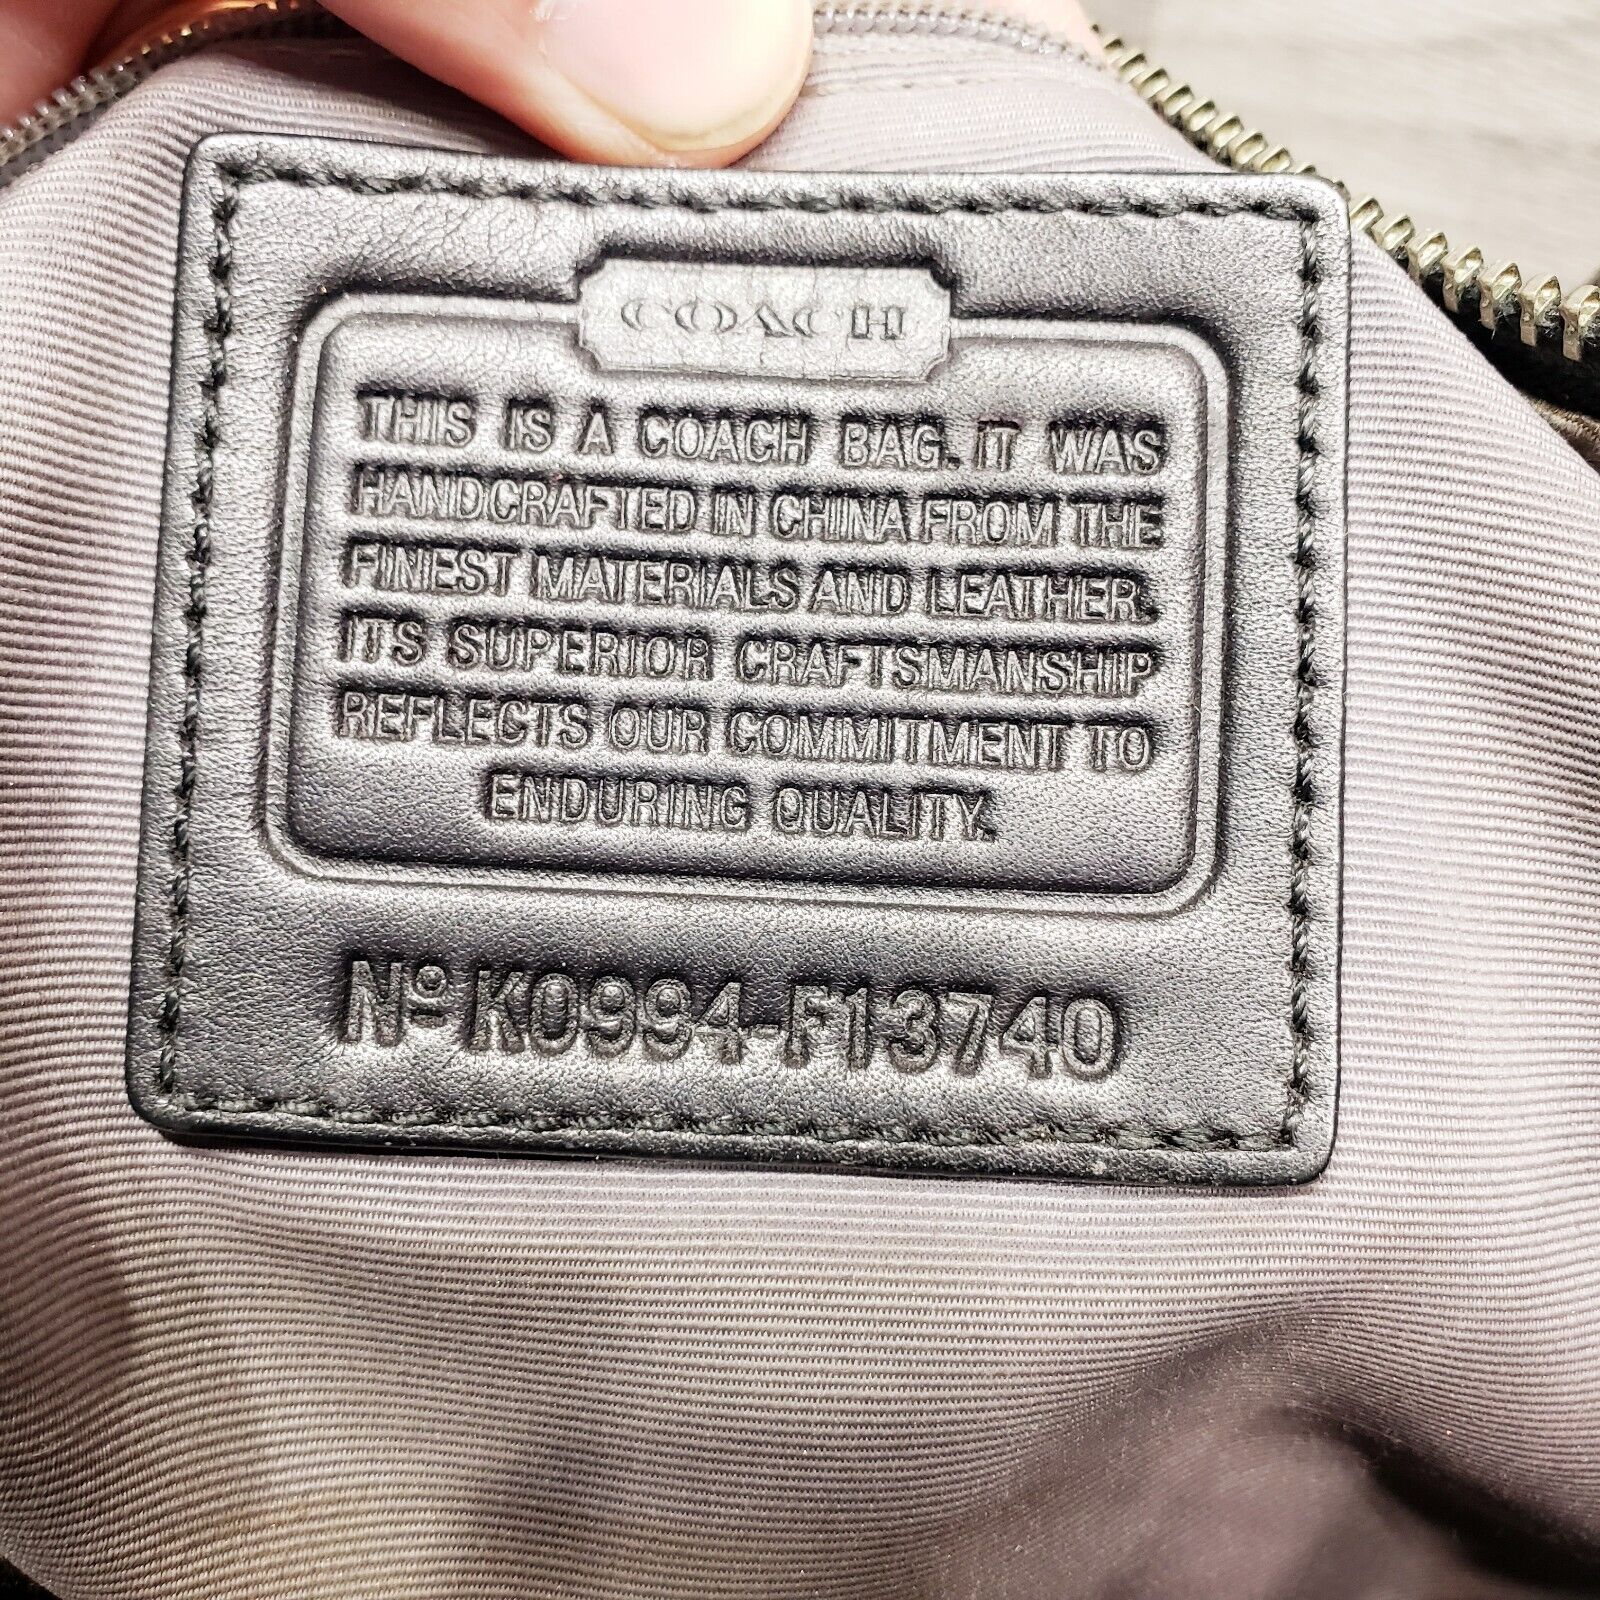 COACH
THIS IS A COACH BAG. IT WAS
HANDCRAFTED IN CHINA FROM THE
FINEST MATERIALS AND LEATHER.
ITS SUPERIOR CRAFTSMANSHIP
REFLECTS OUR COMMITMENT TO
ENDURING QUALITY.
Nº K0994-F13740